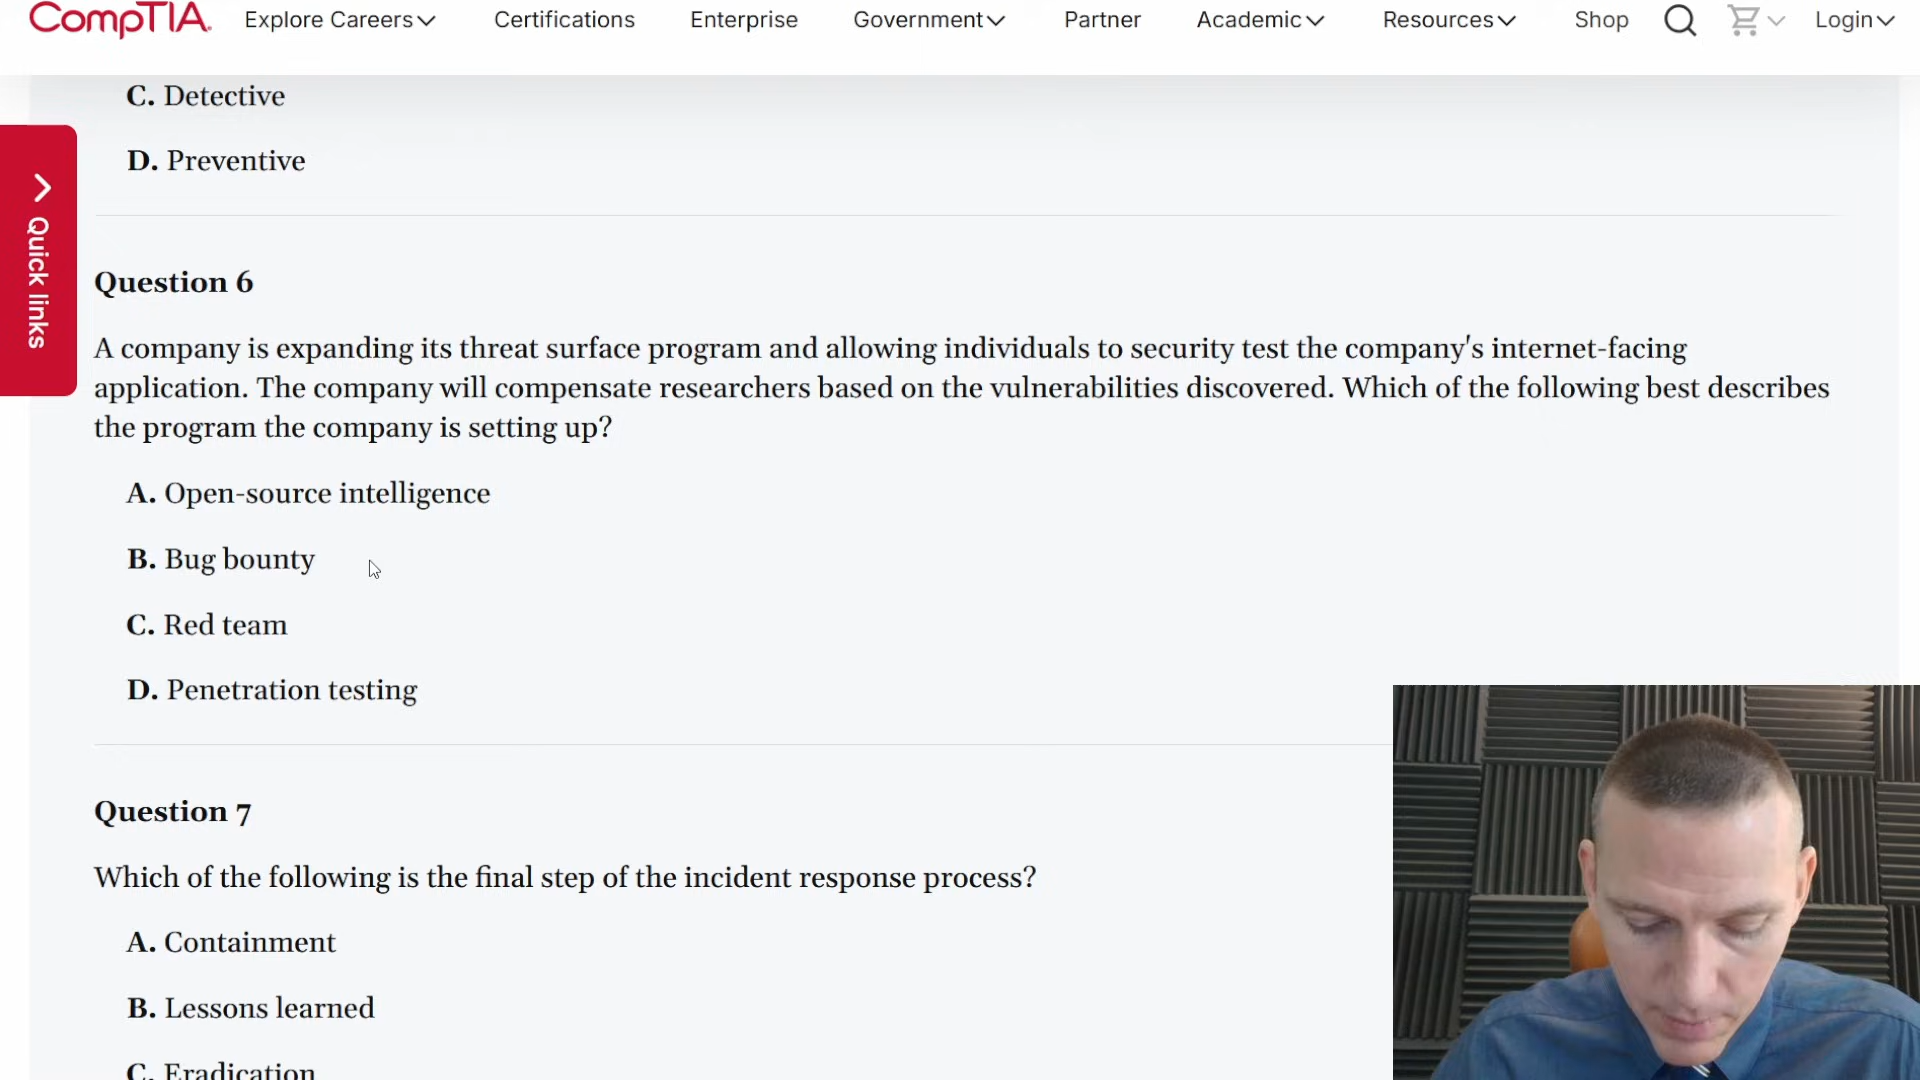 CompTIA. Explore Careers Certifications Enterprise Government Partner Academic Resources Shop Login
C. Detective
D. Preventive
Quick links
Question 6
A company is expanding its threat surface program and allowing individuals to security test the company's internet-facing
application. The company will compensate researchers based on the vulnerabilities discovered. Which of the following best describes
the program the company is setting up?
A. Open-source intelligence
B. Bug bounty
C. Red team
D. Penetration testing
Question 7
Which of the following is the final step of the incident response process?
A. Containment
B. Lessons learned
C. Eradication